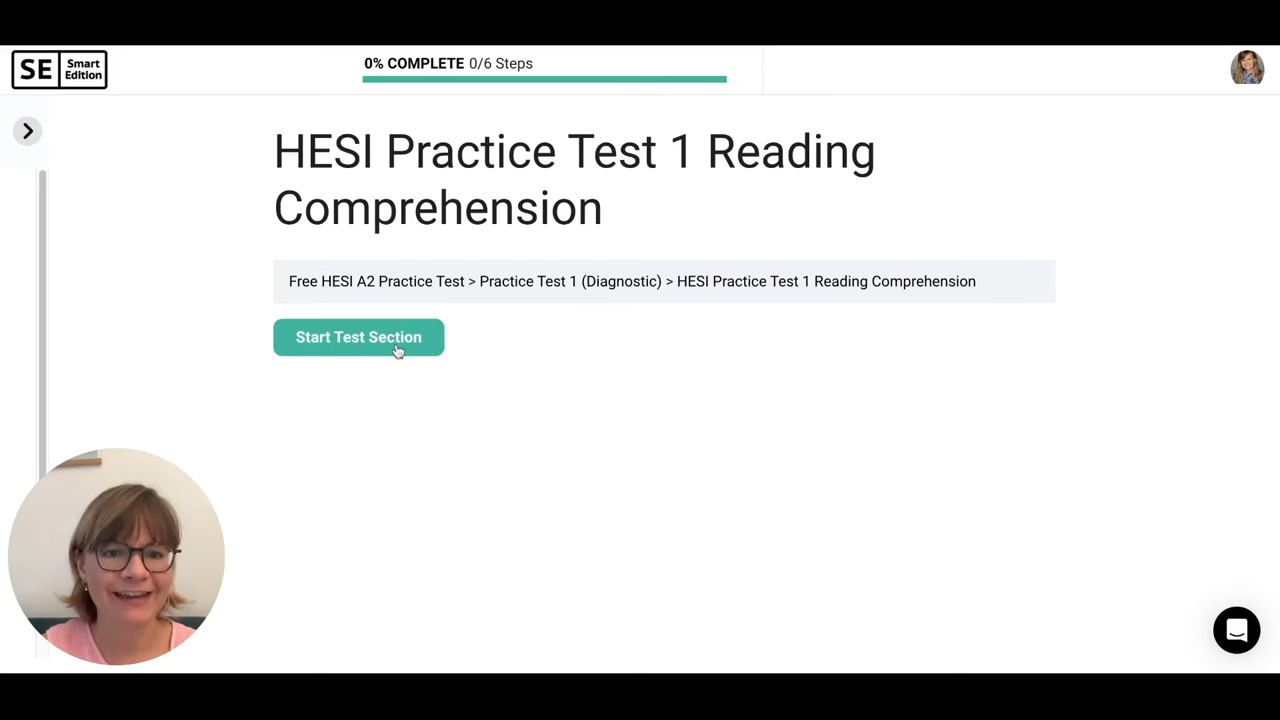 SE Smart Edition
0% COMPLETE 0/6 Steps
HESI Practice Test 1 Reading
Comprehension
Free HESI A2 Practice Test > Practice Test 1 (Diagnostic) > HESI Practice Test 1 Reading Comprehension
Start Test Section